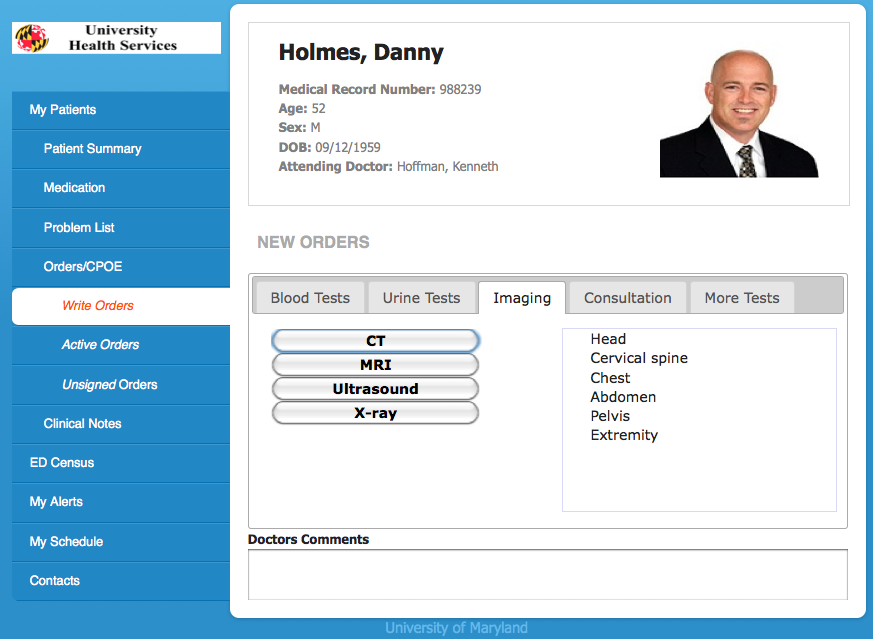 University
Health Services
My Patients
Patient Summary
Medication
Problem List
Orders/CPOE
Write Orders
Active Orders
Unsigned Orders
Clinical Notes
ED Census
My Alerts
My Schedule
Contacts
Holmes, Danny
Medical Record Number: 988239
Age: 52
Sex: M
DOB: 09/12/1959
Attending Doctor: Hoffman, Kenneth
NEW ORDERS
Blood Tests Urine Tests Imaging Consultation More Tests
CT
MRI
Ultrasound
X-ray
Head
Cervical spine
Chest
Abdomen
Pelvis
Extremity
Doctors Comments
University of Maryland